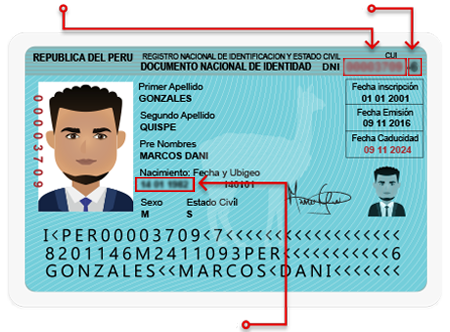 REPUBLICA DEL PERU
REGISTRO NACIONAL DE IDENTIFICACION Y ESTADO CIVIL
DOCUMENTO NACIONAL DE IDENTIDAD
CUI
DNI
00003709
Primer Apellido
GONZALES
Segundo Apellido
QUISPE
Pre Nombres
MARCOS DANI
Nacimiento: Fecha y Ubigeo
140101
Sexo Estado Civil
M S
Fecha inscripción
01 01 2001
Fecha Emisión
09 11 2016
Fecha Caducidad
09 11 2024
I<PER00003709<7<<<<<<<<<<<<<<<
8201146M2411093PER<<<<<<<<<<<6
GONZALES<<MARCOS<DANI<<<<<<<<<